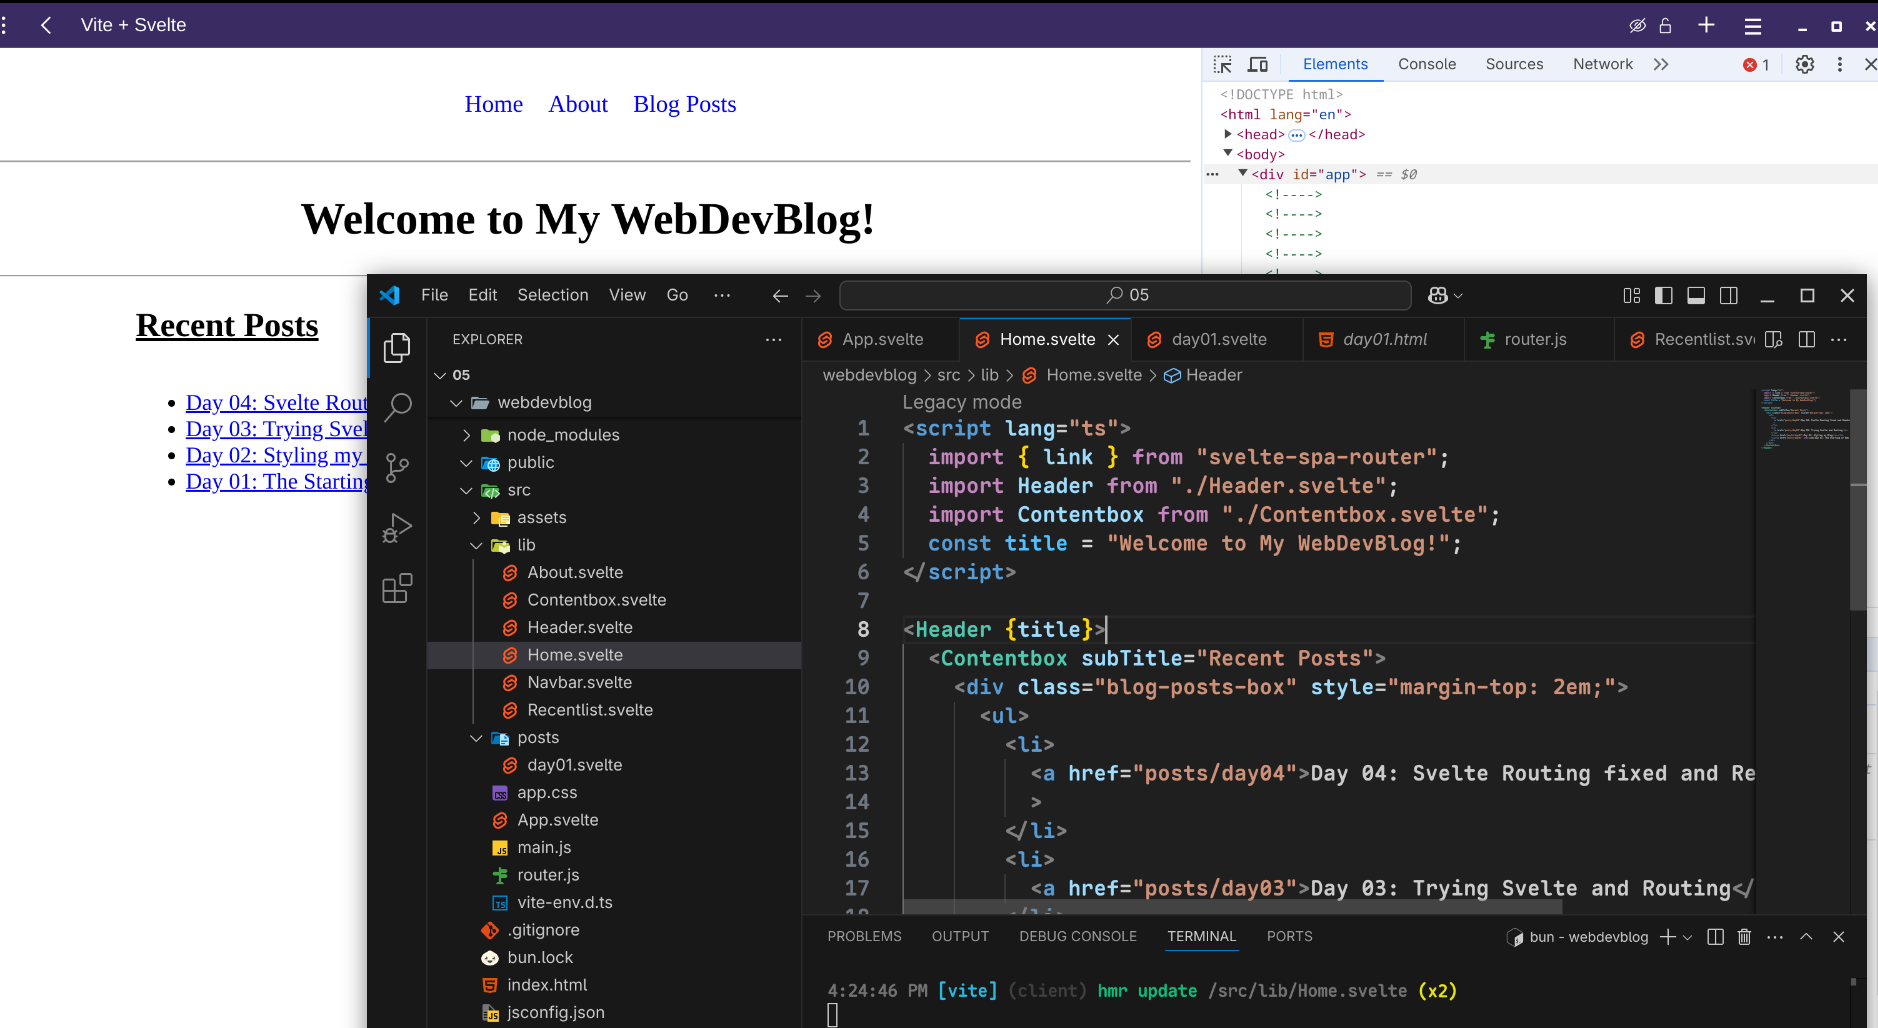 Vite + Svelte
Home About Blog Posts
Welcome to My WebDevBlog!
Recent Posts
Day 04: Svelte Rout
Day 03: Trying Svel
Day 02: Styling my
Day 01: The Starting
Elements Console Sources Network 1
<!DOCTYPE html>
<html lang="en">
<head> </head>
<body>
<div id="app"> == $0
<!---->
<!---->
<!---->
<!---->
File Edit Selection View Go 05
EXPLORER
05
webdevblog
node_modules
public
src
assets
lib
About.svelte
Contentbox.svelte
Header.svelte
Home.svelte
Navbar.svelte
Recentlist.svelte
posts
day01.svelte
app.css
App.svelte
main.js
router.js
vite-env.d.ts
.gitignore
bun.lock
index.html
jsconfig.json
App.svelte Home.svelte day01.svelte day01.html router.js Recentlist.sv
webdevblog > src > lib > Home.svelte > Header
Legacy mode
1 <script lang="ts">
2 import { link } from "svelte-spa-router";
3 import Header from "./Header.svelte";
4 import Contentbox from "./Contentbox.svelte";
5 const title = "Welcome to My WebDevBlog!";
6 </script>
7
8 <Header {title}>
9 <Contentbox subTitle="Recent Posts">
10 <div class="blog-posts-box" style="margin-top: 2em;">
11 <ul>
12 <li>
13 <a href="posts/day04">Day 04: Svelte Routing fixed and Re
14 >
15 </li>
16 <li>
17 <a href="posts/day03">Day 03: Trying Svelte and Routing</
PROBLEMS OUTPUT DEBUG CONSOLE TERMINAL PORTS bun - webdevblog
4:24:46 PM [vite] (client) hmr update /src/lib/Home.svelte (x2)